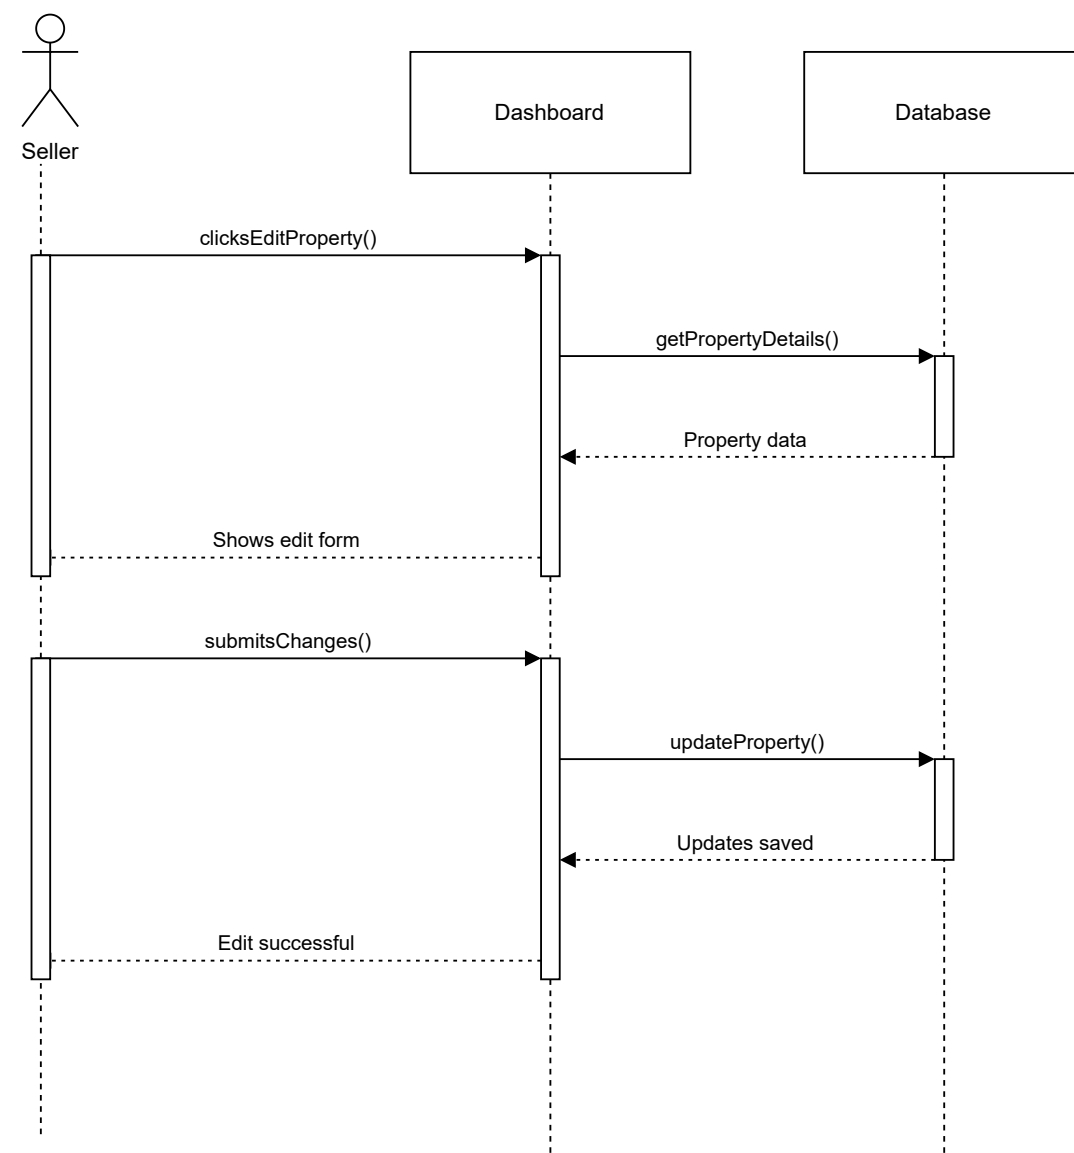 Seller
Dashboard
Database
clicksEditProperty()
getPropertyDetails()
Property data
Shows edit form
submitsChanges()
updateProperty()
Updates saved
Edit successful